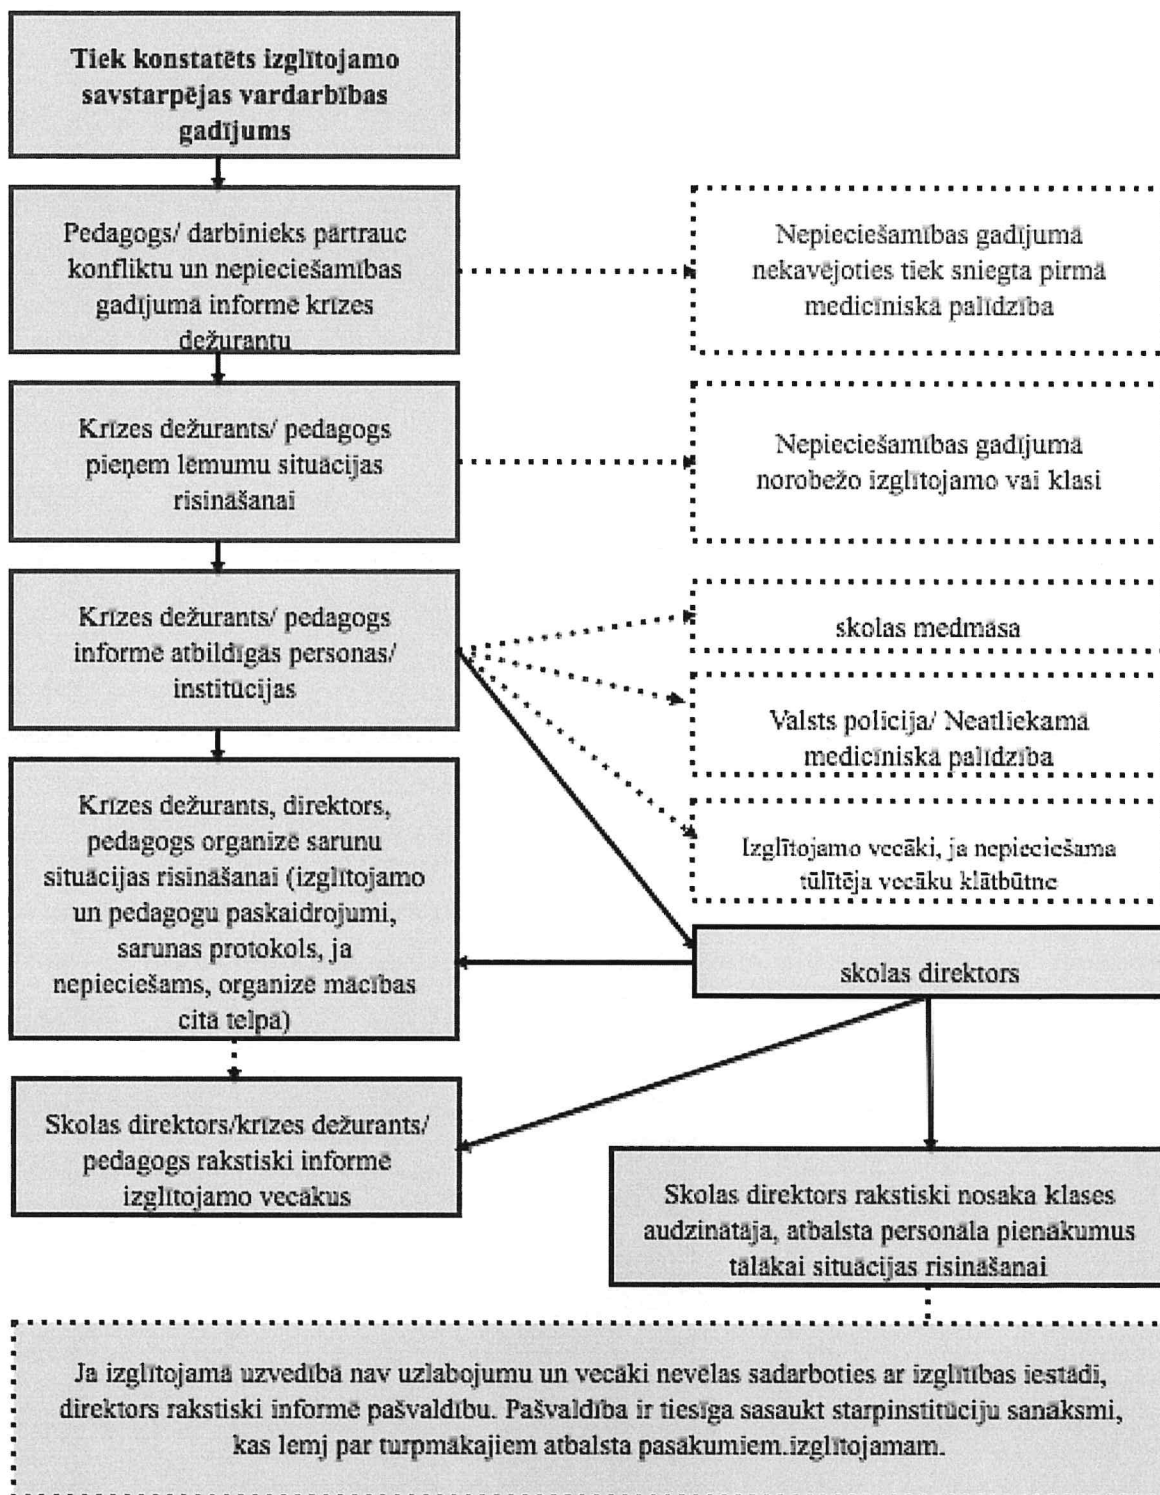 Tiek konstatēts izglītojamo
savstarpējas vardarbības
gadījums
Pedagogs/ darbinieks pārtrauc
konfliktu un nepieciešamības
gadījumā informē krīzes
dežurantu
Nepieciešamības gadījumā
nekavējoties tiek sniegta pirmā
medicīniskā palīdzība
Krīzes dežurants/ pedagogs
pieņem lēmumu situācijas
risināšanai
Nepieciešamības gadījumā
norobežo izglītojamo vai klasi
Krīzes dežurants/ pedagogs
informē atbildīgās personas/
institūcijas
skolas medmāsa
Valsts policija/ Neatliekamā
medicīniskā palīdzība
Izglītojamo vecāki, ja nepieciešama
tūlītēja vecāku klātbūtne
skolas direktors
Krīzes dežurants, direktors,
pedagogs organizē sarunu
situācijas risināšanai (izglītojamo
un pedagogu paskaidrojumi,
sarunas protokols, ja
nepieciešams, organizē mācības
citā telpā)
Skolas direktors/krīzes dežurants/
pedagogs rakstiski informē
izglītojamo vecākus
Skolas direktors rakstiski nosaka klases
audzinātāja, atbalsta personāla pienākumus
tālākai situācijas risināšanai
Ja izglītojamā uzvedībā nav uzlabojumu un vecāki nevēlas sadarboties ar izglītības iestādi,
direktors rakstiski informē pašvaldību. Pašvaldība ir tiesīga sasaukt starpinstitūciju sanāksmi,
kas lemj par turpmākajiem atbalsta pasākumiem.izglītojamam.